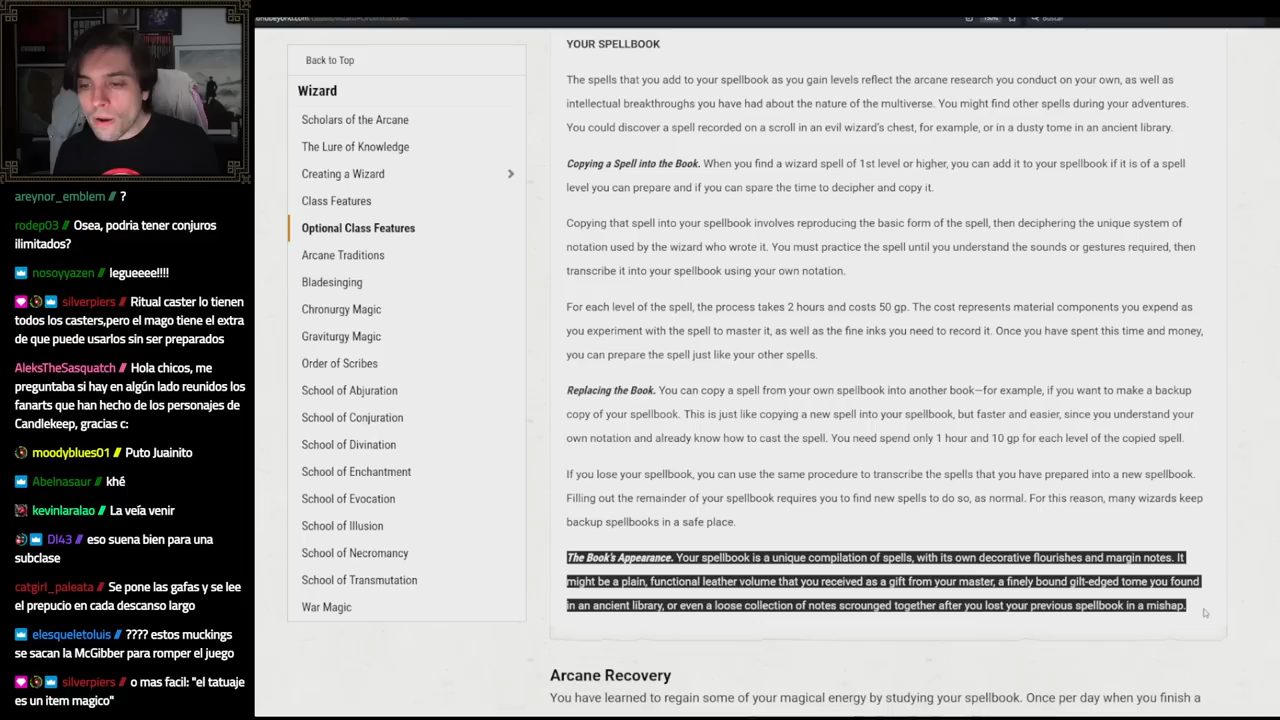 areynor_emblem // ?
rodep03 // Osea, podria tener conjuros
ilimitados?
nosoyyazen // legueeee!!!!
silverpiers // Ritual caster lo tienen
todos los casters,pero el mago tiene el extra
de que puede usarlos sin ser preparados
AleksTheSasquatch // Hola chicos, me
preguntaba si hay en algún lado reunidos los
fanarts que han hecho de los personajes de
Candlekeep, gracias c:
moodyblues01 // Puto Juainito
Abelnasaur // khé
kevinlaralao // La veía venir
Dl43 // eso suena bien para una
subclase
catgirl_paleata // Se pone las gafas y se lee
el prepucio en cada descanso largo
elesqueletoluis // ???? estos muckings
se sacan la McGibber para romper el juego
silverpiers // o mas facil: "el tatuaje
es un item magico"
Back to Top
Wizard
Scholars of the Arcane
The Lure of Knowledge
Creating a Wizard
Class Features
Optional Class Features
Arcane Traditions
Bladesinging
Chronurgy Magic
Graviturgy Magic
Order of Scribes
School of Abjuration
School of Conjuration
School of Divination
School of Enchantment
School of Evocation
School of Illusion
School of Necromancy
School of Transmutation
War Magic
YOUR SPELLBOOK
The spells that you add to your spellbook as you gain levels reflect the arcane research you conduct on your own, as well as
intellectual breakthroughs you have had about the nature of the multiverse. You might find other spells during your adventures.
You could discover a spell recorded on a scroll in an evil wizard's chest, for example, or in a dusty tome in an ancient library.
Copying a Spell into the Book. When you find a wizard spell of 1st level or higher, you can add it to your spellbook if it is of a spell
level you can prepare and if you can spare the time to decipher and copy it.
Copying that spell into your spellbook involves reproducing the basic form of the spell, then deciphering the unique system of
notation used by the wizard who wrote it. You must practice the spell until you understand the sounds or gestures required, then
transcribe it into your spellbook using your own notation.
For each level of the spell, the process takes 2 hours and costs 50 gp. The cost represents material components you expend as
you experiment with the spell to master it, as well as the fine inks you need to record it. Once you have spent this time and money,
you can prepare the spell just like your other spells.
Replacing the Book. You can copy a spell from your own spellbook into another book—for example, if you want to make a backup
copy of your spellbook. This is just like copying a new spell into your spellbook, but faster and easier, since you understand your
own notation and already know how to cast the spell. You need spend only 1 hour and 10 gp for each level of the copied spell.
If you lose your spellbook, you can use the same procedure to transcribe the spells that you have prepared into a new spellbook.
Filling out the remainder of your spellbook requires you to find new spells to do so, as normal. For this reason, many wizards keep
backup spellbooks in a safe place.
The Book's Appearance. Your spellbook is a unique compilation of spells, with its own decorative flourishes and margin notes. It
might be a plain, functional leather volume that you received as a gift from your master, a finely bound gilt-edged tome you found
in an ancient library, or even a loose collection of notes scrounged together after you lost your previous spellbook in a mishap.
Arcane Recovery
You have learned to regain some of your magical energy by studying your spellbook. Once per day when you finish a